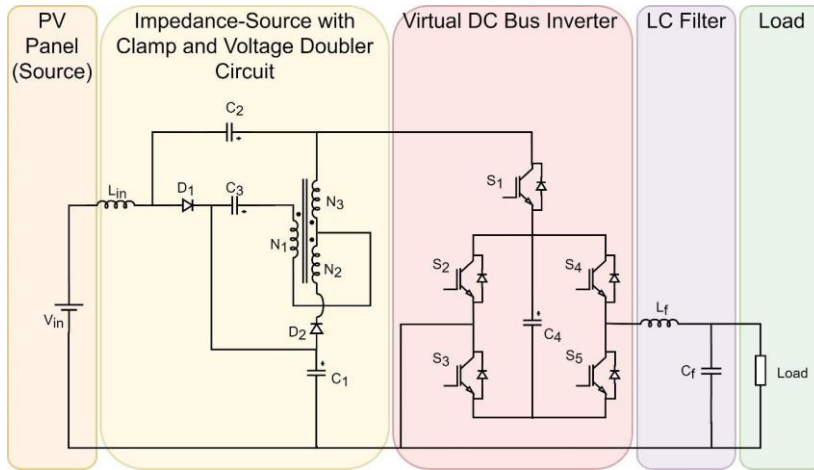 PV
Panel
(Source)
Impedance-Source with
Clamp and Voltage Doubler
Circuit
Virtual DC Bus Inverter
LC Filter
Load
C2
Lin
D1
C3
N3
N1
N2
D2
C1
Vin
S1
S2
S4
C4
S3
S5
Lf
Cf
Load